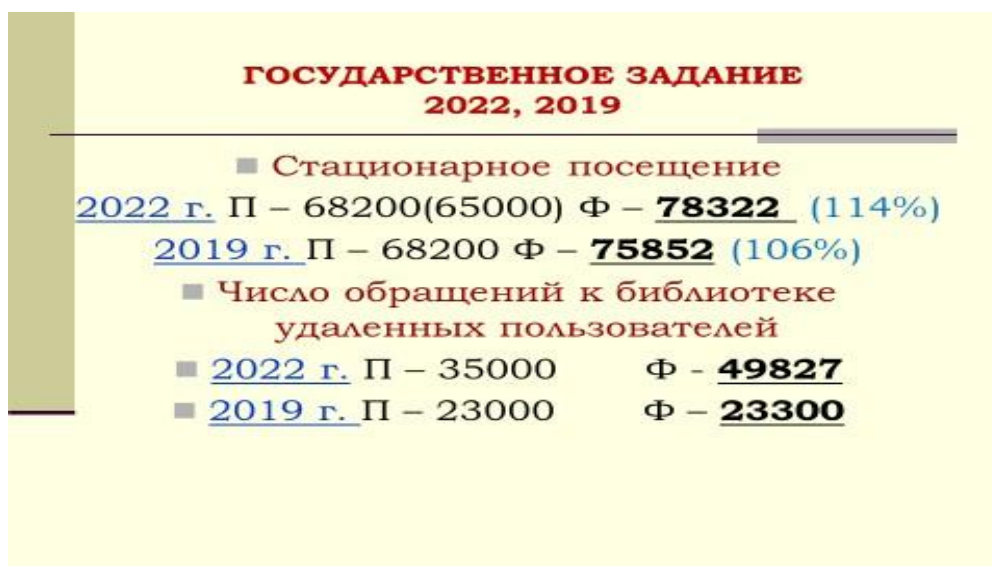 ГОСУДАРСТВЕННОЕ ЗАДАНИЕ
2022, 2019
Стационарное посещение
2022 г. П – 68200(65000) Ф – 78322 (114%)
2019 г. П – 68200 Ф – 75852 (106%)
Число обращений к библиотеке
удаленных пользователей
2022 г. П – 35000 Ф - 49827
2019 г. П – 23000 Ф – 23300